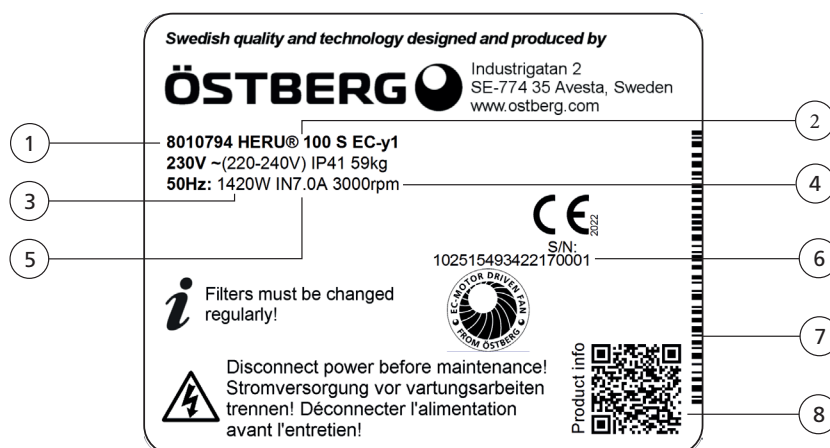 Swedish quality and technology designed and produced by
ÖSTBERG
Industrigatan 2
SE-774 35 Avesta, Sweden
www.ostberg.com
1
2
8010794 HERU® 100 S EC-y1
230V ~(220-240V) IP41 59kg
50Hz: 1420W IN7.0A 3000rpm
3
4
5
CE
2022
S/N:
102515493422170001
6
i
Filters must be changed
regularly!
EC-MOTOR DRIVEN FAN
FROM ÖSTBERG
7
Disconnect power before maintenance!
Stromversorgung vor vartungsarbeiten
trennen! Déconnecter l'alimentation
avant l'entretien!
Product info
8